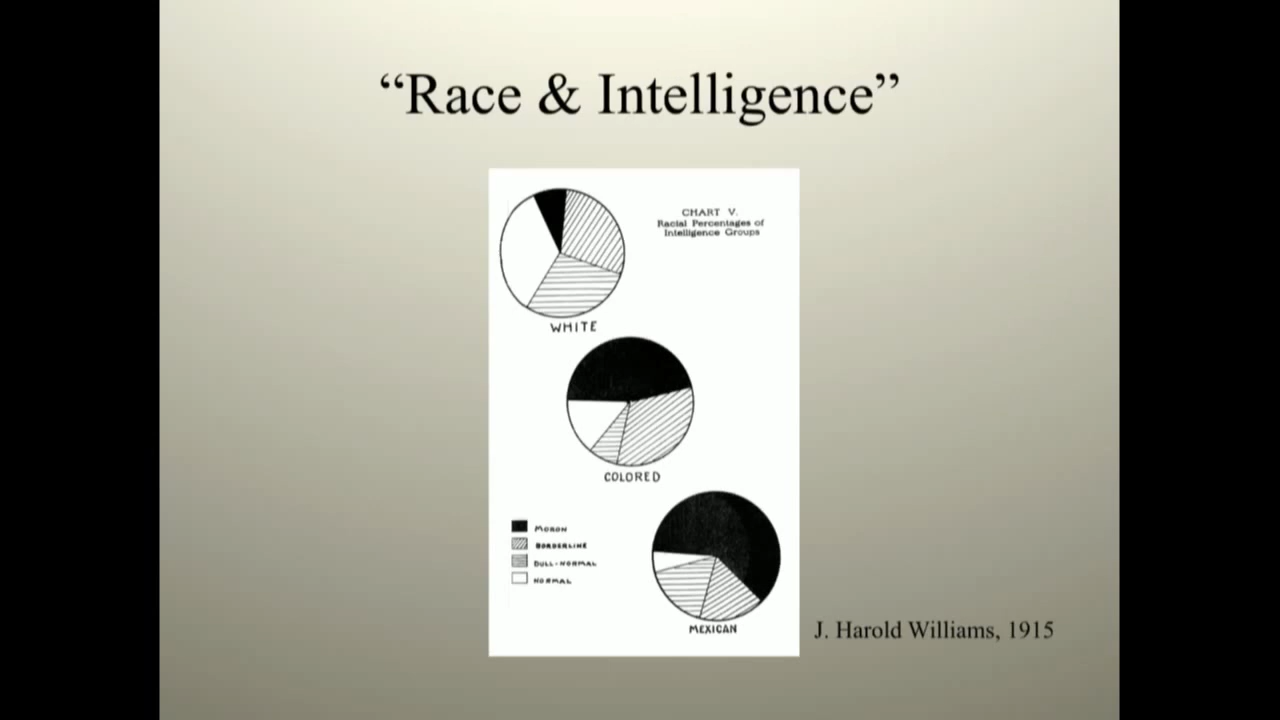 “Race & Intelligence”
CHART V.
Racial Percentages of
Intelligence Groups
WHITE
COLORED
MORON
BORDERLINE
DULL-NORMAL
NORMAL
MEXICAN
J. Harold Williams, 1915